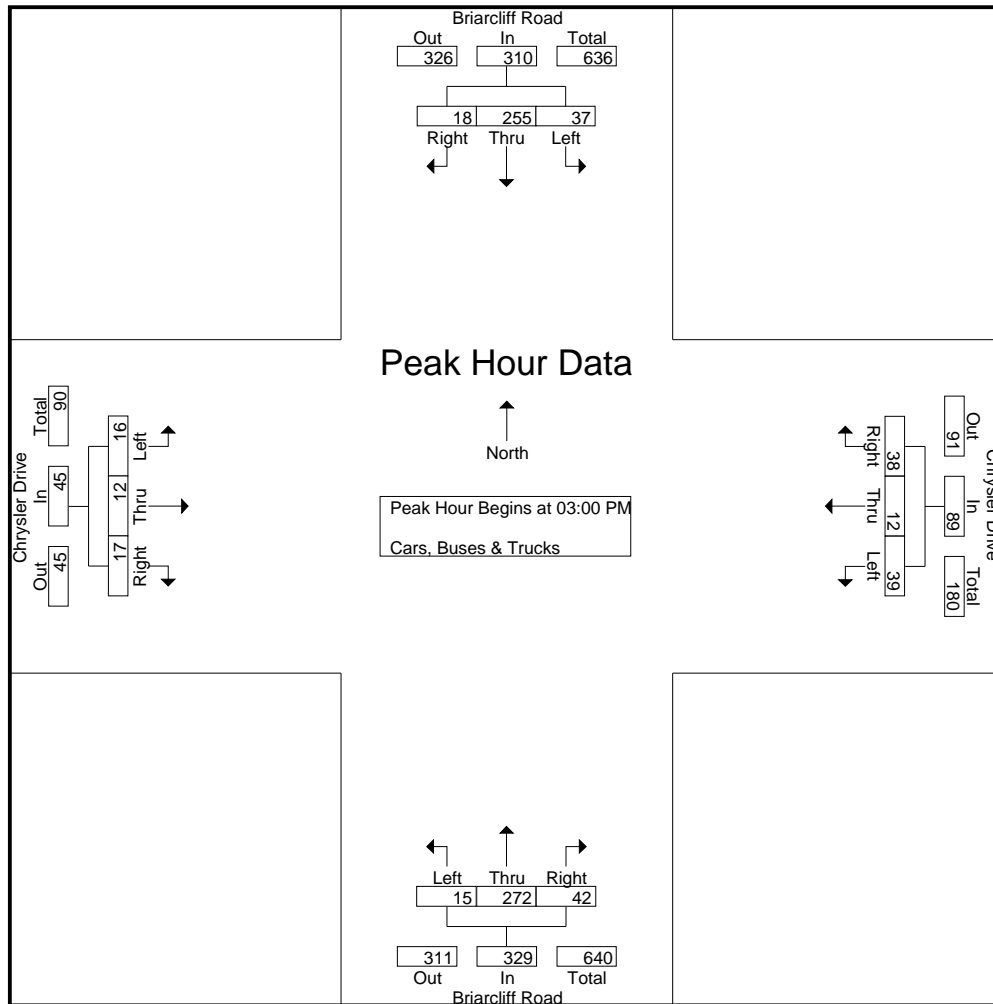 Briarcliff Road
Out In Total
326 310 636
18 255 37
Right Thru Left
Peak Hour Data
North
Peak Hour Begins at 03:00 PM
Cars, Buses & Trucks
Chrysler Drive
Total In Out
90 45 45
16 12 17
Left Thru Right
Chrysler Drive
Out In Total
91 89 180
38 12 39
Right Thru Left
Left Thru Right
15 272 42
311 329 640
Out In Total
Briarcliff Road